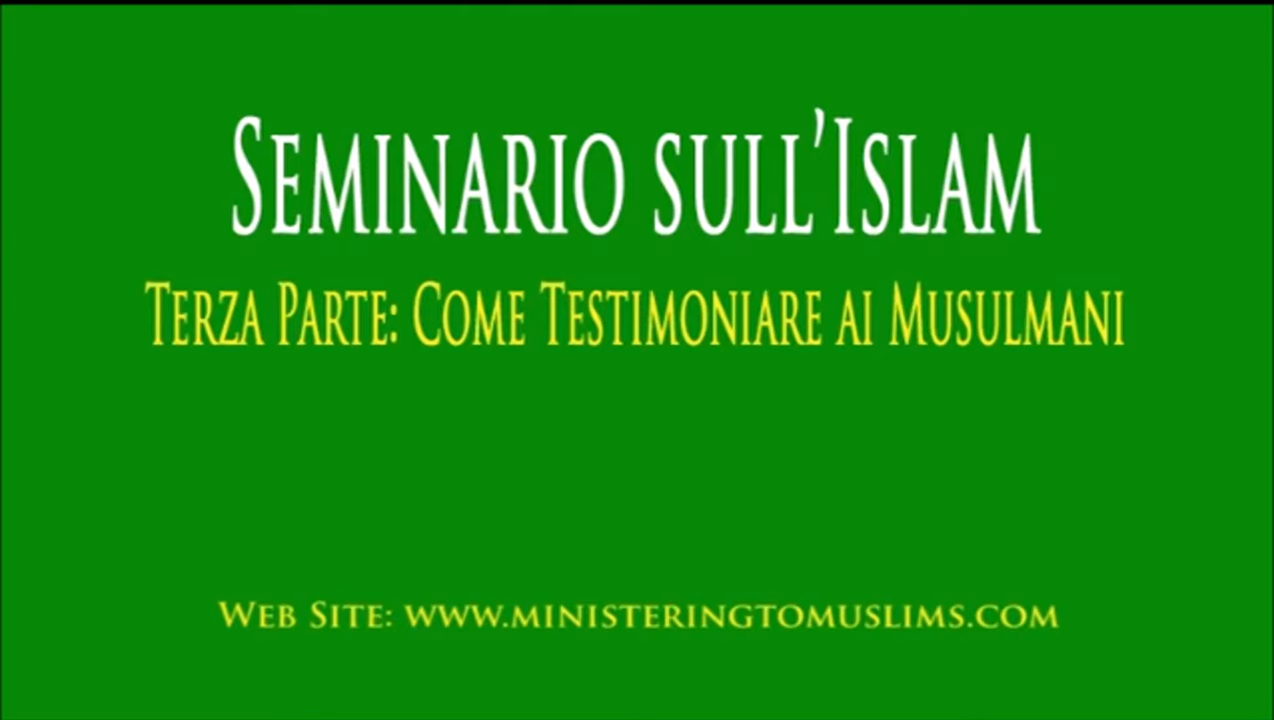 Seminario sull’Islam
Terza Parte: Come Testimoniare ai Musulmani
Web Site: www.ministeringtomuslims.com